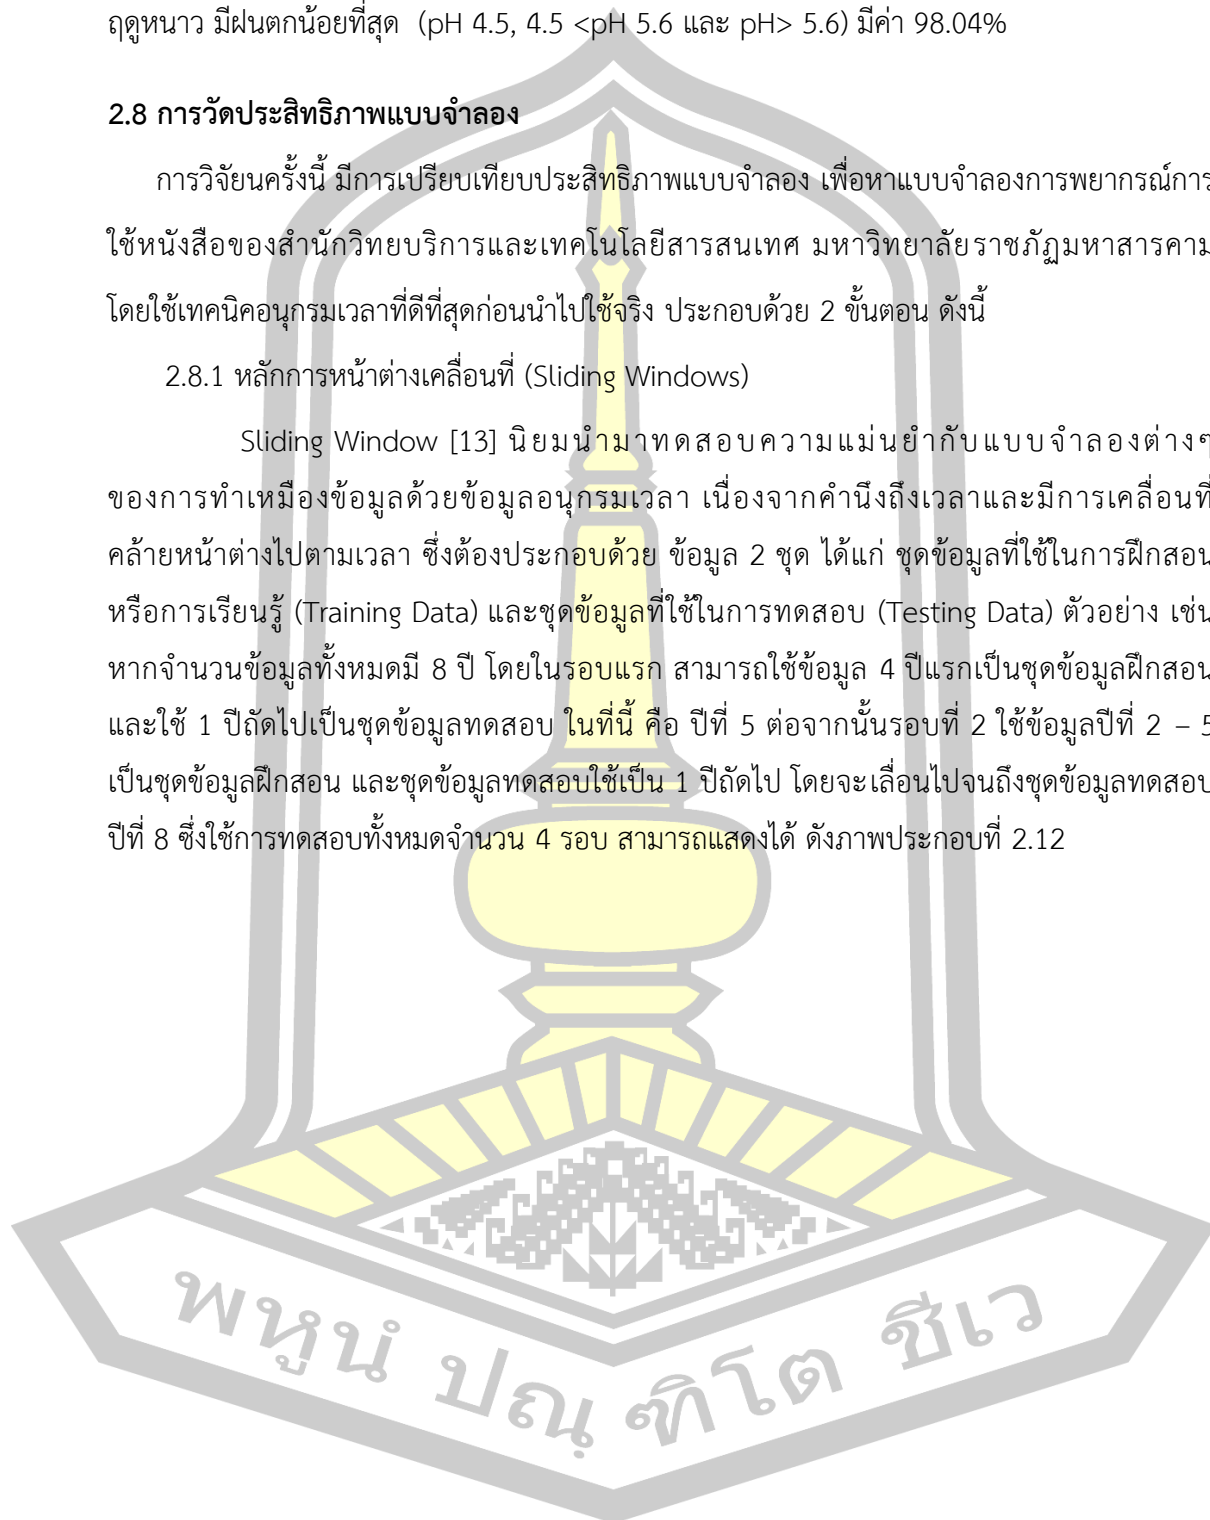 ฤดูหนาว มีฝนตกน้อยที่สุด (pH 4.5, 4.5 <pH 5.6 และ pH> 5.6) มีค่า 98.04%
2.8 การวัดประสิทธิภาพแบบจำลอง
การวิจัยนครั้งนี้ มีการเปรียบเทียบประสิทธิภาพแบบจำลอง เพื่อหาแบบจำลองการพยากรณ์การ
ใช้หนังสือของสำนักวิทยบริการและเทคโนโลยีสารสนเทศ มหาวิทยาลัยราชภัฏมหาสารคาม
โดยใช้เทคนิคอนุกรมเวลาที่ดีที่สุดก่อนนำไปใช้จริง ประกอบด้วย 2 ขั้นตอน ดังนี้
2.8.1 หลักการหน้าต่างเคลื่อนที่ (Sliding Windows)
Sliding Window [13] นิยมนำมาทดสอบความแม่นยำกับแบบจำลองต่างๆ
ของการทำเหมืองข้อมูลด้วยข้อมูลอนุกรมเวลา เนื่องจากคำนึงถึงเวลาและมีการเคลื่อนที่
คล้ายหน้าต่างไปตามเวลา ซึ่งต้องประกอบด้วย ข้อมูล 2 ชุด ได้แก่ ชุดข้อมูลที่ใช้ในการฝึกสอน
หรือการเรียนรู้ (Training Data) และชุดข้อมูลที่ใช้ในการทดสอบ (Testing Data) ตัวอย่าง เช่น
หากจำนวนข้อมูลทั้งหมดมี 8 ปี โดยในรอบแรก สามารถใช้ข้อมูล 4 ปีแรกเป็นชุดข้อมูลฝึกสอน
และใช้ 1 ปีถัดไปเป็นชุดข้อมูลทดสอบ ในที่นี้ คือ ปีที่ 5 ต่อจากนั้นรอบที่ 2 ใช้ข้อมูลปีที่ 2 – 5
เป็นชุดข้อมูลฝึกสอน และชุดข้อมูลทดสอบใช้เป็น 1 ปีถัดไป โดยจะเลื่อนไปจนถึงชุดข้อมูลทดสอบ
ปีที่ 8 ซึ่งใช้การทดสอบทั้งหมดจำนวน 4 รอบ สามารถแสดงได้ ดังภาพประกอบที่ 2.12
พหูนํ ปณฺฑิโต ชีเว